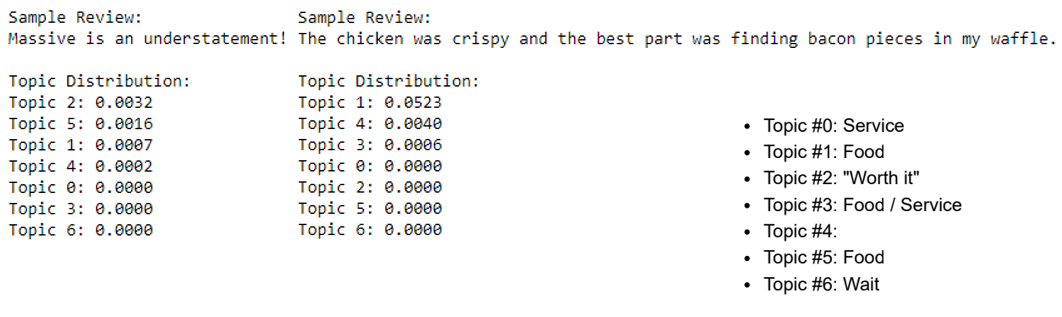 Sample Review:
Massive is an understatement!
Topic Distribution:
Topic 2: 0.0032
Topic 5: 0.0016
Topic 1: 0.0007
Topic 4: 0.0002
Topic 0: 0.0000
Topic 3: 0.0000
Topic 6: 0.0000
Sample Review:
The chicken was crispy and the best part was finding bacon pieces in my waffle.
Topic Distribution:
Topic 1: 0.0523
Topic 4: 0.0040
Topic 3: 0.0006
Topic 0: 0.0000
Topic 2: 0.0000
Topic 5: 0.0000
Topic 6: 0.0000
• Topic #0: Service
• Topic #1: Food
• Topic #2: "Worth it"
• Topic #3: Food / Service
• Topic #4:
• Topic #5: Food
• Topic #6: Wait